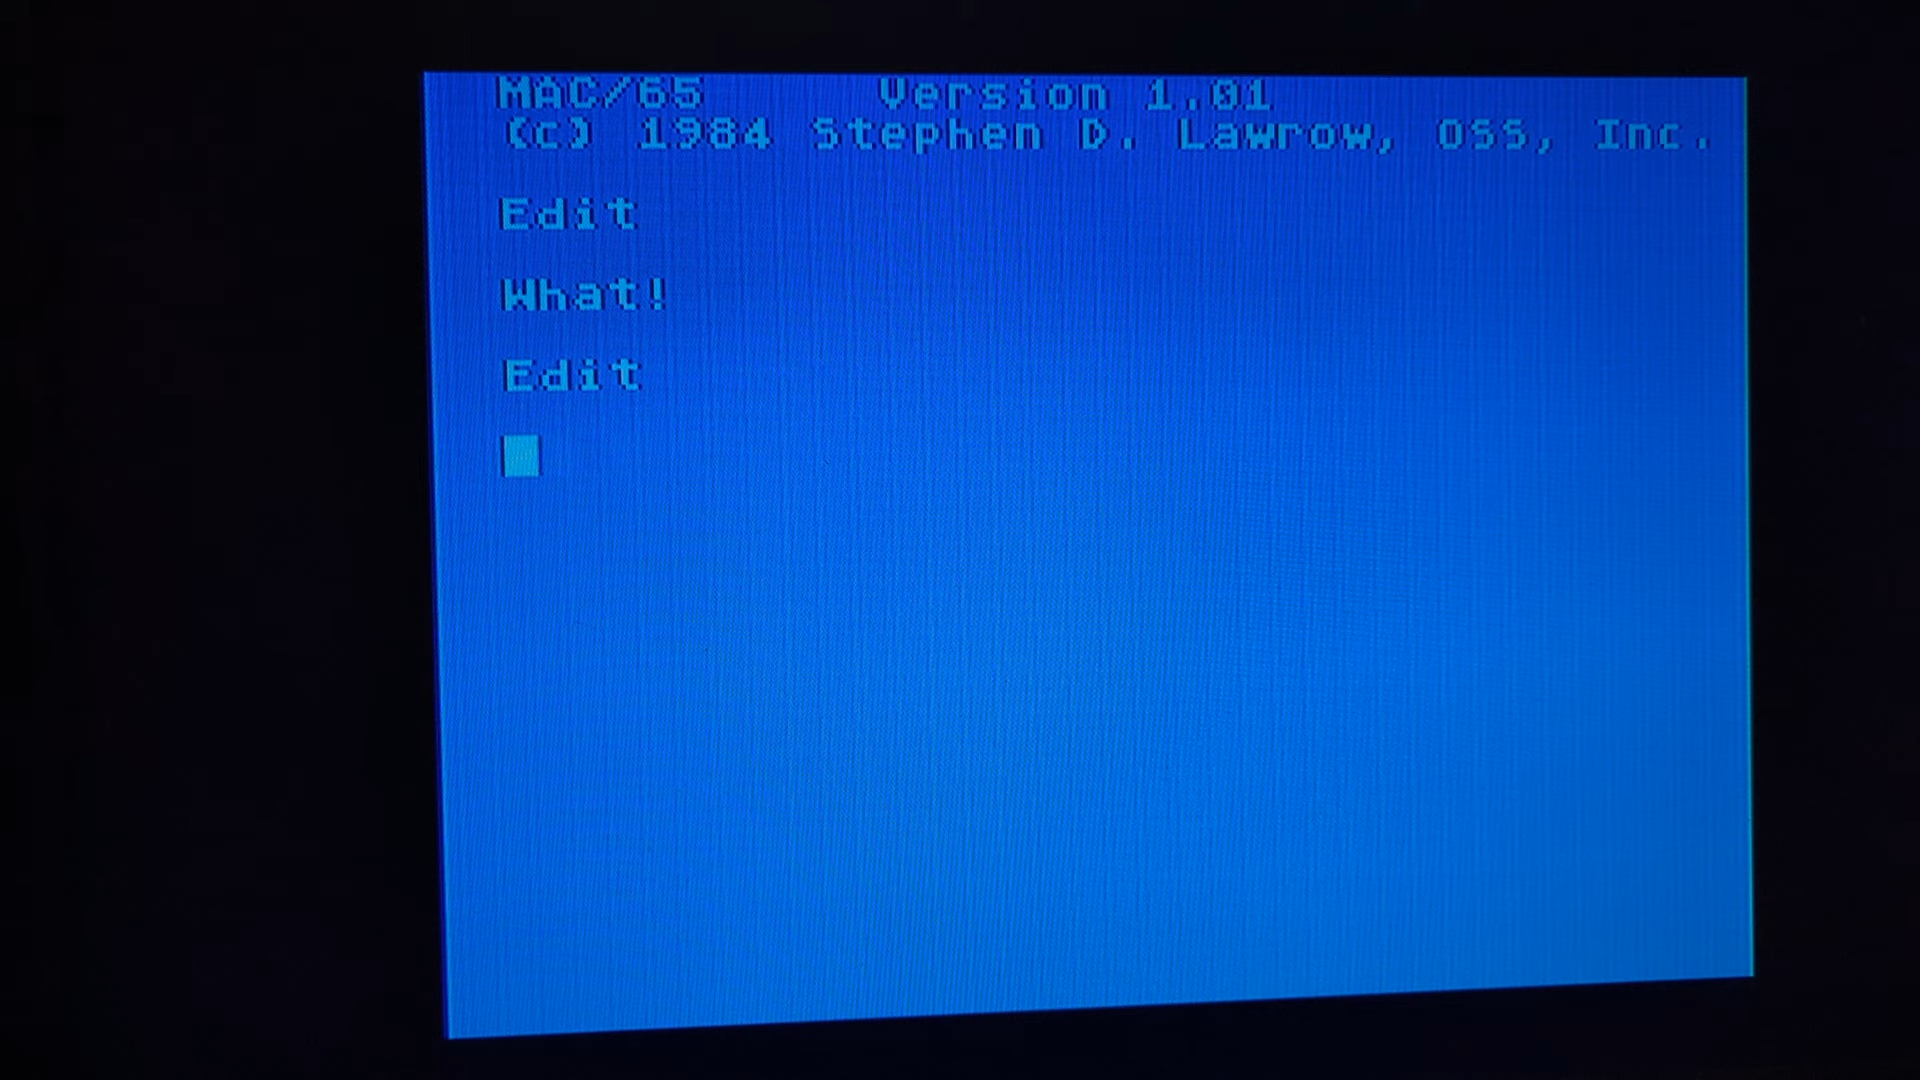 MAC/65 Version 1.01
(c) 1984 Stephen D. Lawrow, OSS, Inc.
Edit
What!
Edit